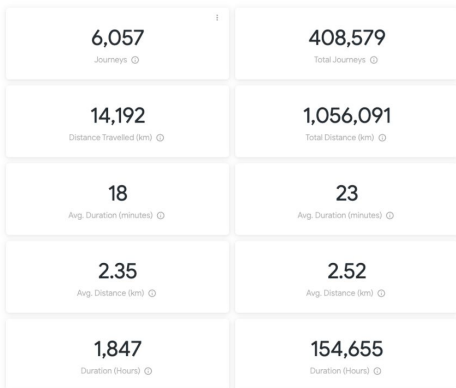 6,057
Journeys
408,579
Total Journeys
14,192
Distance Travelled (km)
1,056,091
Total Distance (km)
18
Avg. Duration (minutes)
23
Avg. Duration (minutes)
2.35
Avg. Distance (km)
2.52
Avg. Distance (km)
1,847
Duration (Hours)
154,655
Duration (Hours)